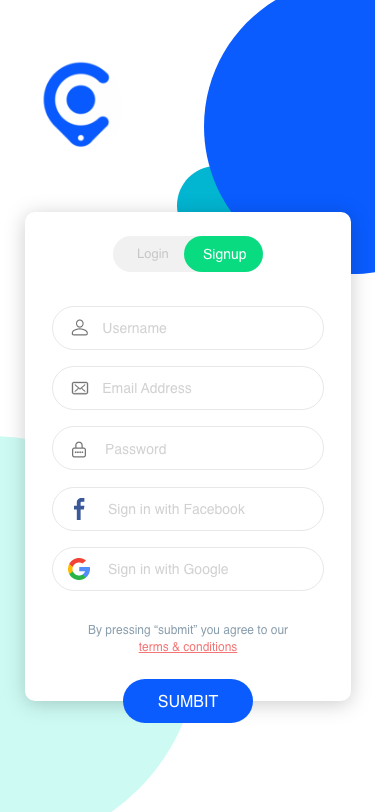 Login Signup
Username
Email Address
Password
Sign in with Facebook
Sign in with Google
By pressing “submit” you agree to our
terms & conditions
SUMBIT